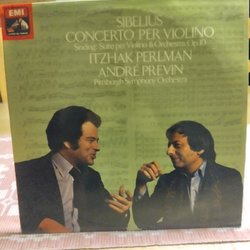 EMI
SIBELIUS
CONCERTO PER VIOLINO
Sinding: Suite per Violino & Orchestra, Op.10
ITZHAK PERLMAN
ANDRÉ PREVIN
Pittsburgh Symphony Orchestra